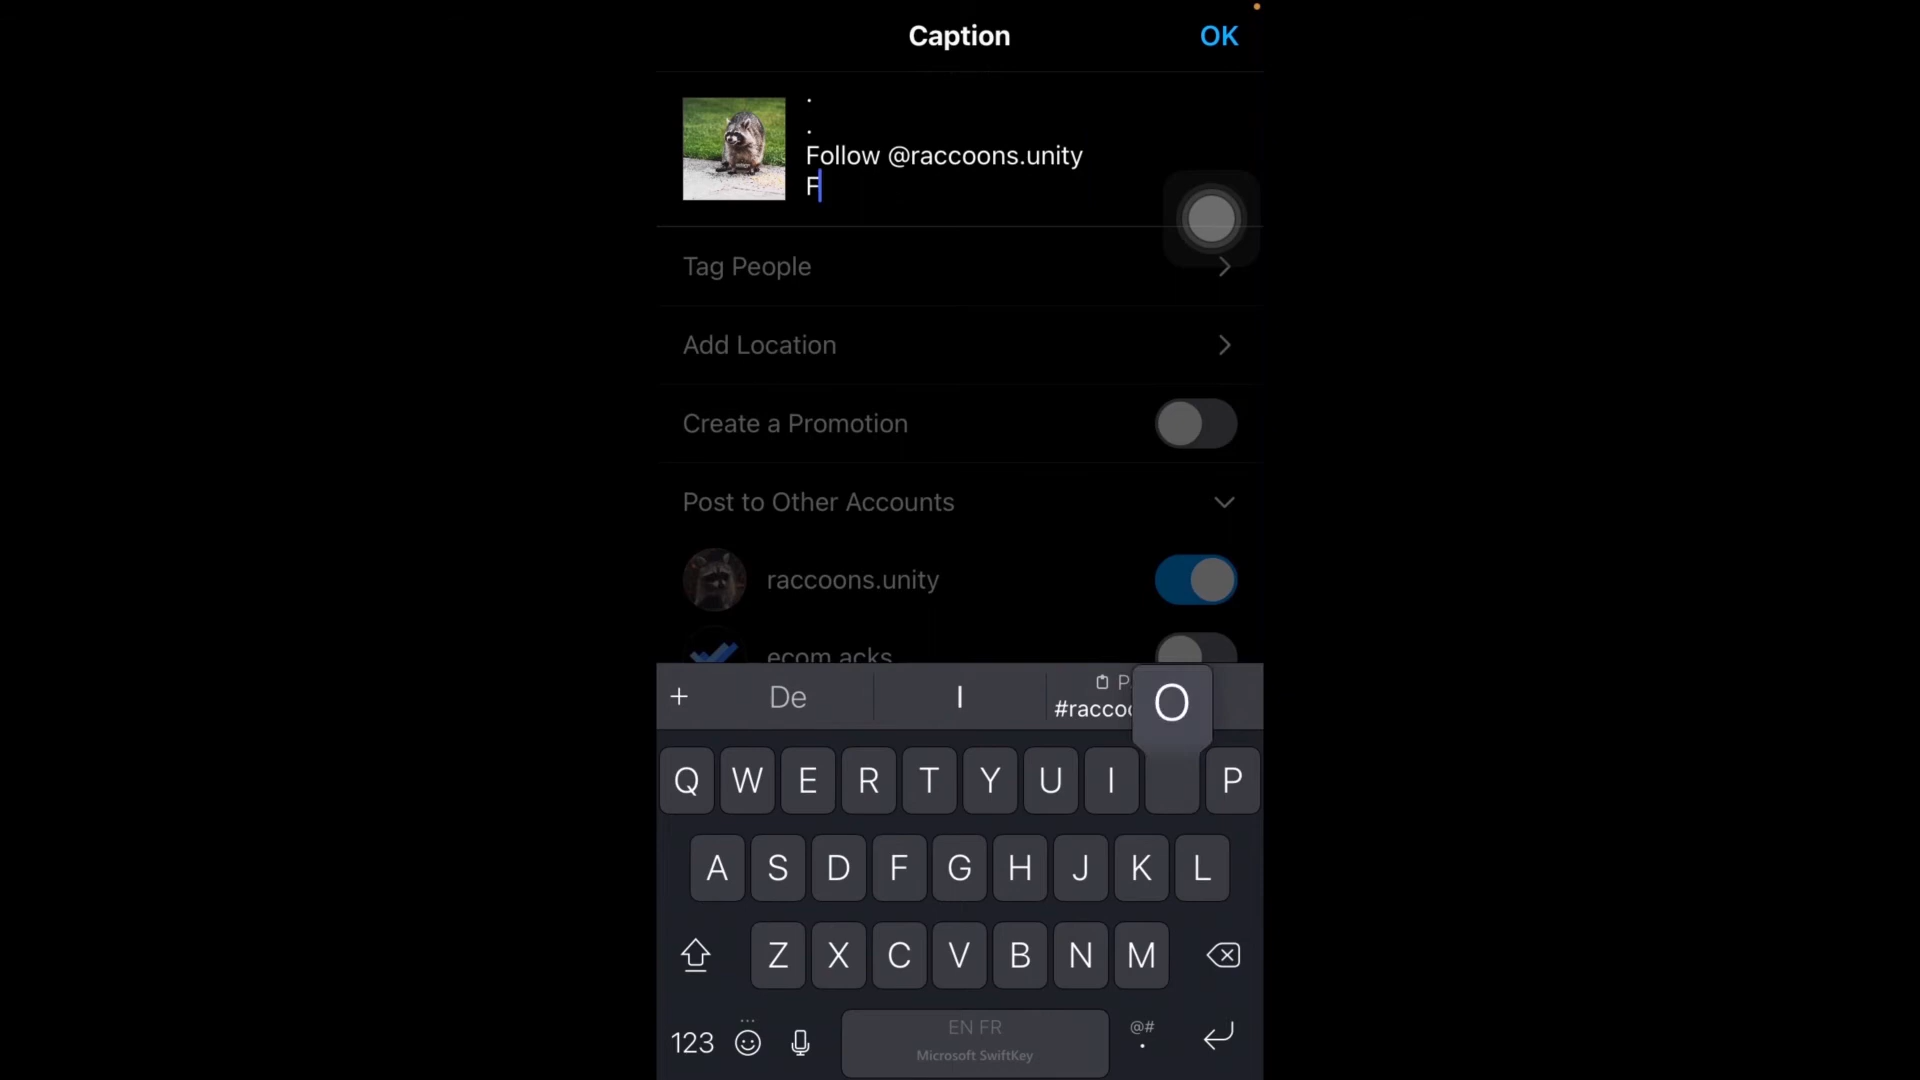 Caption
OK
.
.
Follow @raccoons.unity
F
Tag People
Add Location
Create a Promotion
Post to Other Accounts
raccoons.unity
ecom acks
+
De
I
P
#raccoo
O
Q W E R T Y U I P
A S D F G H J K L
Z X C V B N M
123
EN FR
@#
.
Microsoft SwiftKey